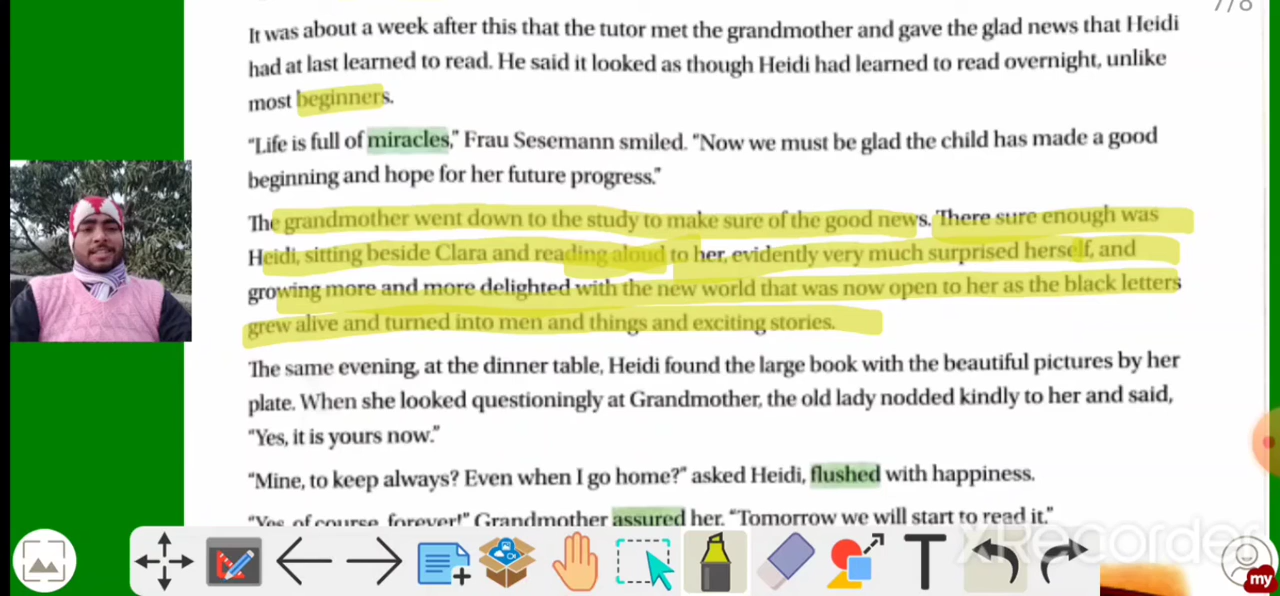 7/8
It was about a week after this that the tutor met the grandmother and gave the glad news that Heidi
had at last learned to read. He said it looked as though Heidi had learned to read overnight, unlike
most beginners.
“Life is full of miracles,” Frau Sesemann smiled. “Now we must be glad the child has made a good
beginning and hope for her future progress.”
The grandmother went down to the study to make sure of the good news. There sure enough was
Heidi, sitting beside Clara and reading aloud to her, evidently very much surprised herself, and
growing more and more delighted with the new world that was now open to her as the black letters
grew alive and turned into men and things and exciting stories.
The same evening, at the dinner table, Heidi found the large book with the beautiful pictures by her
plate. When she looked questioningly at Grandmother, the old lady nodded kindly to her and said,
“Yes, it is yours now.”
“Mine, to keep always? Even when I go home?” asked Heidi, flushed with happiness.
“Yes, of course, forever!” Grandmother assured her. “Tomorrow we will start to read it.”
XRecorder
T
my